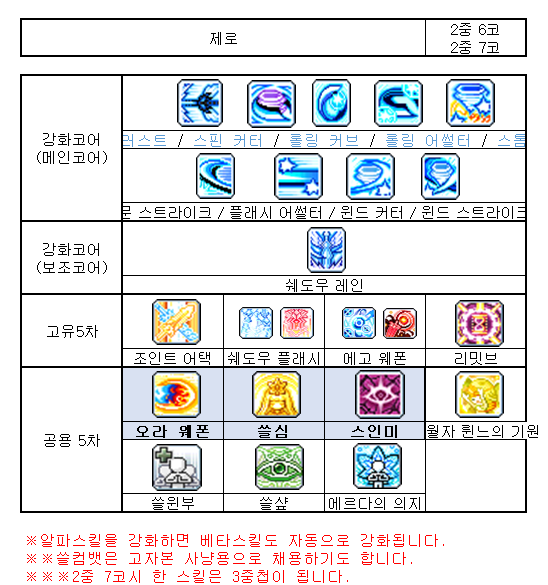 제로
2중 6코
2중 7코
강화코어
(메인코어)
러스트 / 스핀 커터 / 롤링 커브 / 롤링 어썰터 / 스톰
문 스트라이크 / 플래시 어썰터 / 윈드 커터 / 윈드 스트라이크
강화코어
(보조코어)
쉐도우 레인
고유5차
조인트 어택
쉐도우 플래시
에고 웨폰
리밋브
공용 5차
오라 웨폰
쓸심
스인미
월자 륀느의 기원
쓸윈부
쓸샾
에르다의 의지
※알파스킬을 강화하면 베타스킬도 자동으로 강화됩니다.
※※쓸컴뱃은 고자본 사냥용으로 채용하기도 합니다.
※※※2중 7코시 한 스킬은 3중첩이 됩니다.